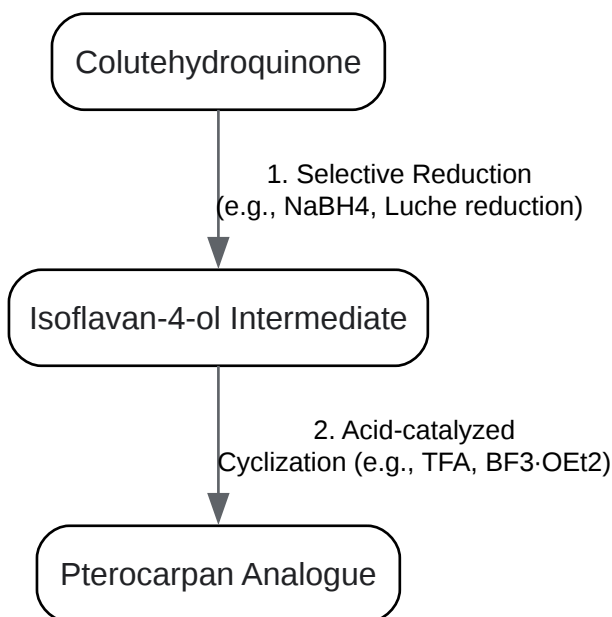 Colutehydroquinone
1. Selective Reduction
(e.g., NaBH4, Luche reduction)
Isoflavan-4-ol Intermediate
2. Acid-catalyzed
Cyclization (e.g., TFA, BF3·OEt2)
Pterocarpan Analogue